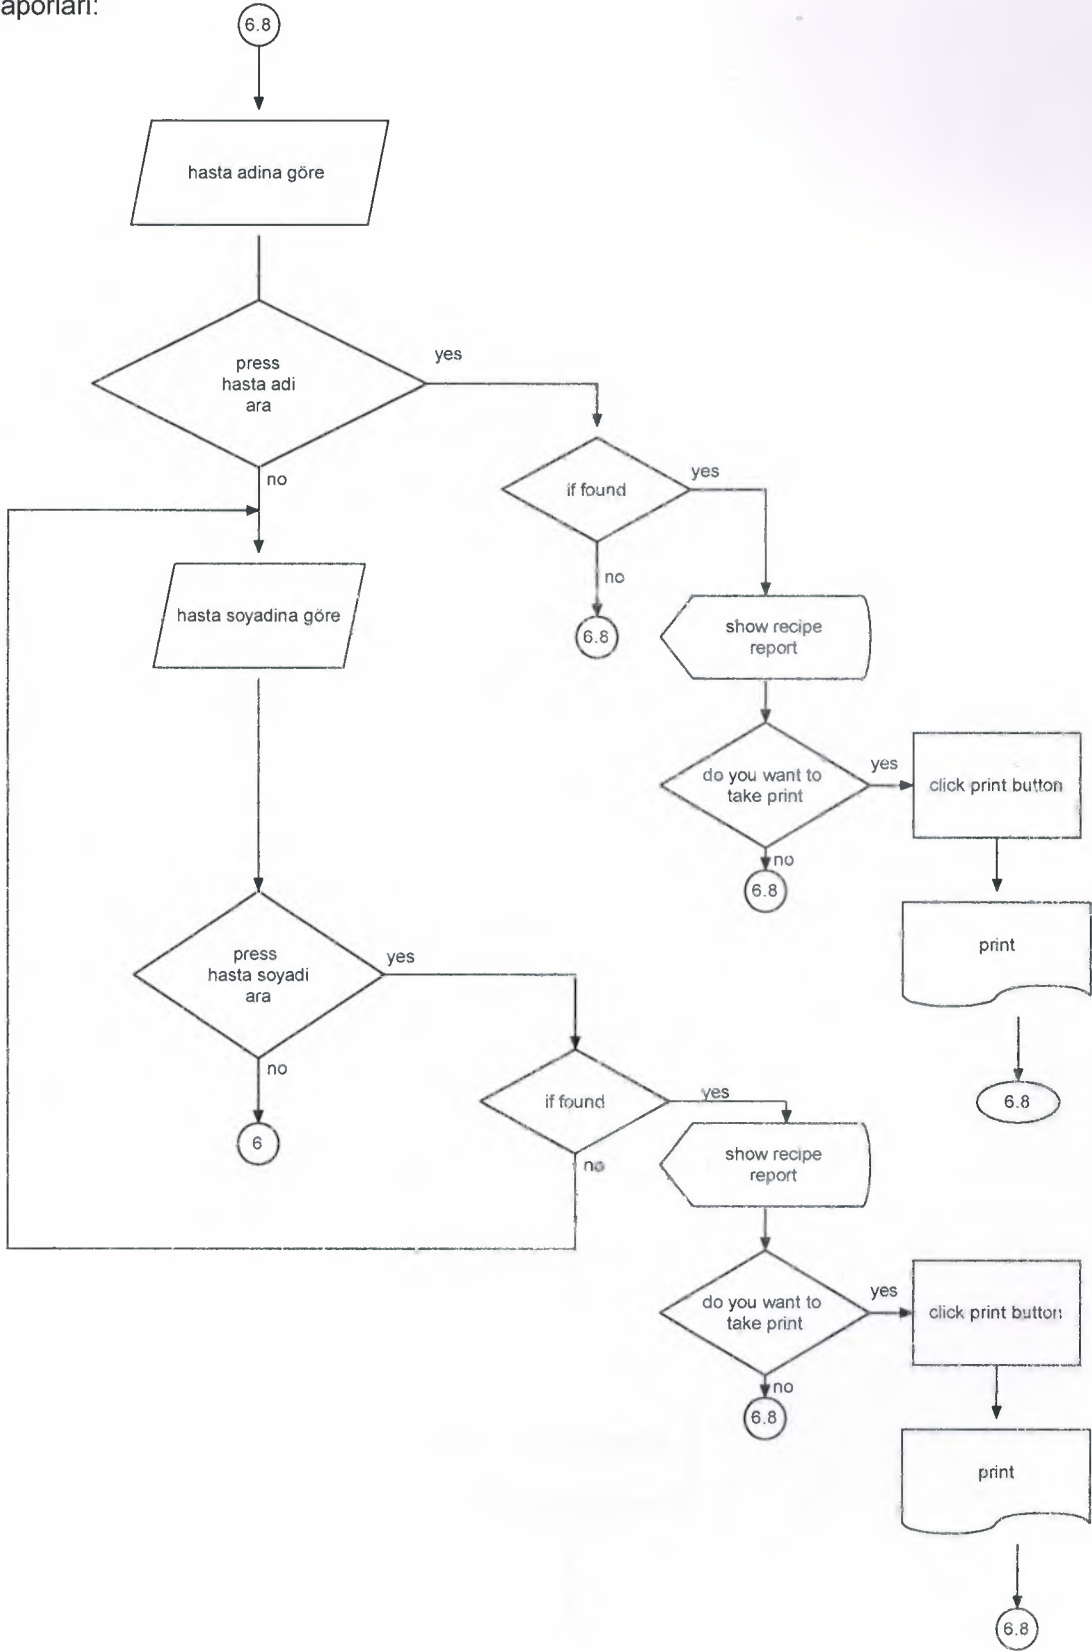 aporları:
6.8
hasta adina göre
press
hasta adi
ara
yes
no
if found
yes
no
6.8
hasta soyadina göre
show recipe
report
do you want to
take print
yes
click print button
no
6.8
print
6.8
press
hasta soyadi
ara
yes
no
6
if found
yes
no
show recipe
report
do you want to
take print
yes
click print button
no
6.8
print
6.8